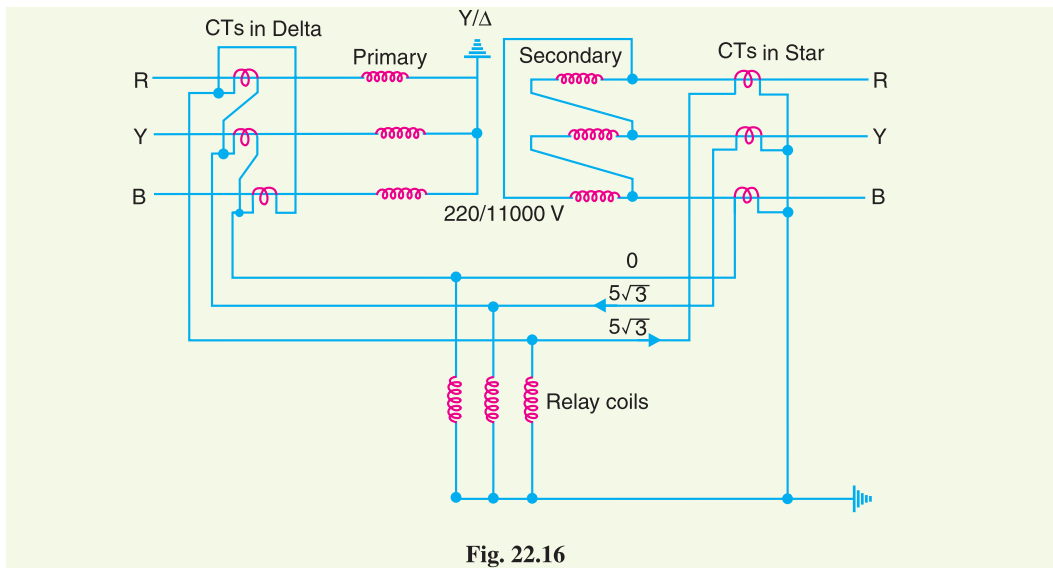 Y/Δ
CTs in Delta
Primary
Secondary
CTs in Star
R
R
Y
Y
B
B
220/11000 V
0
5√3
5√3
Relay coils
Fig. 22.16